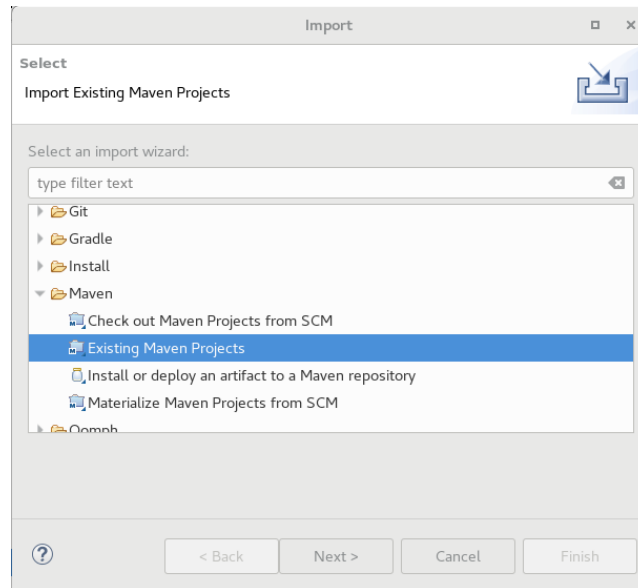 Import
Select
Import Existing Maven Projects
Select an import wizard:
type filter text
Git
Gradle
Install
Maven
Check out Maven Projects from SCM
Existing Maven Projects
Install or deploy an artifact to a Maven repository
Materialize Maven Projects from SCM
Oomph
< Back
Next >
Cancel
Finish